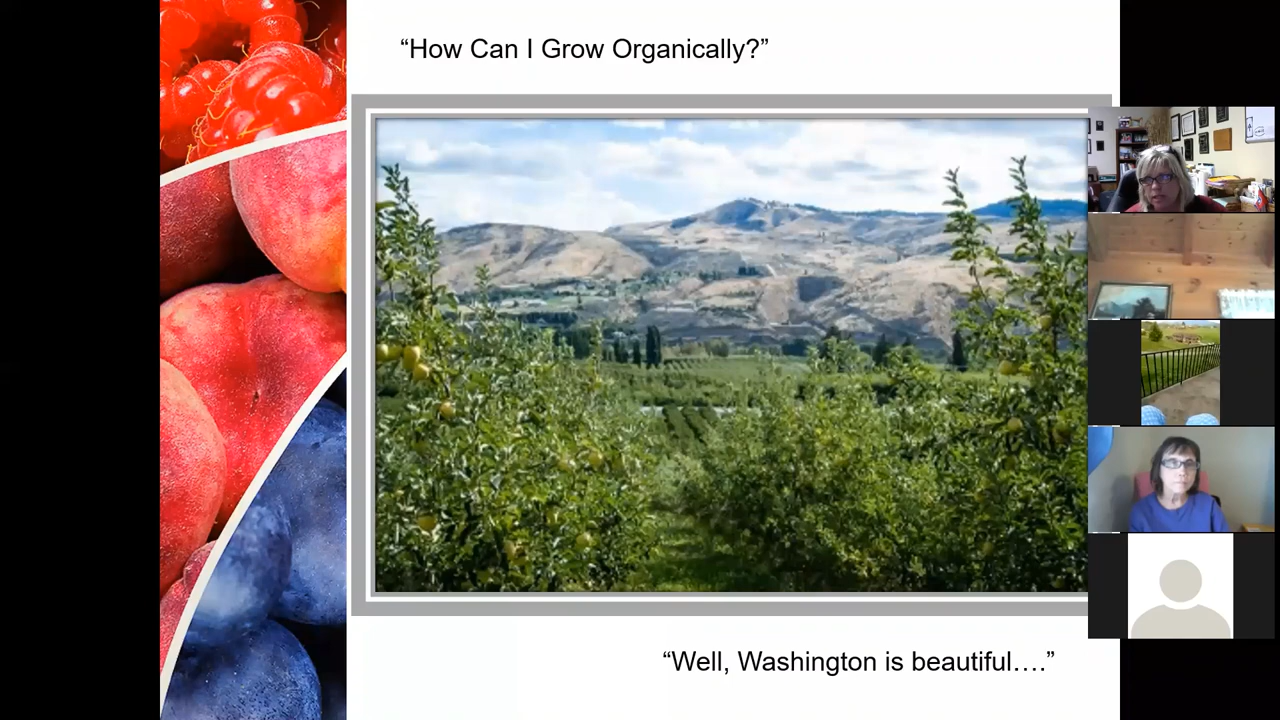 “How Can I Grow Organically?”
“Well, Washington is beautiful….”